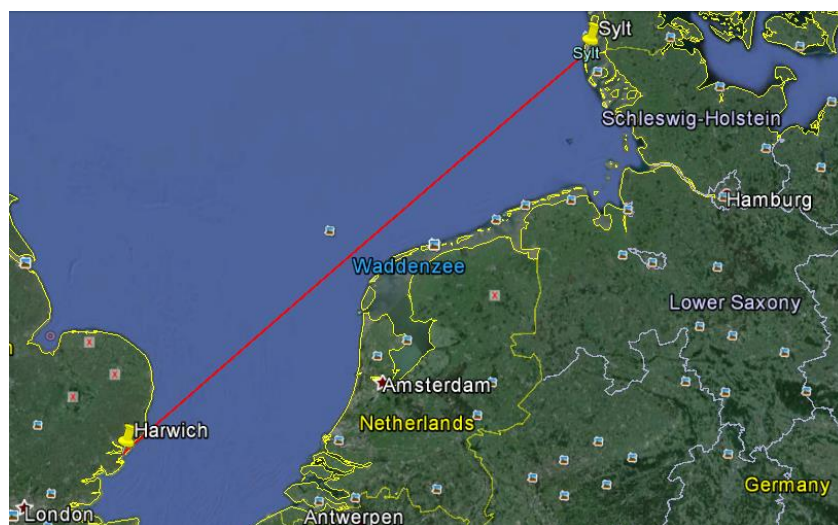 Sylt
Sylt
Schleswig-Holstein
Hamburg
Waddenzee
Lower Saxony
Amsterdam
Harwich
Netherlands
Germany
London
Antwerpen